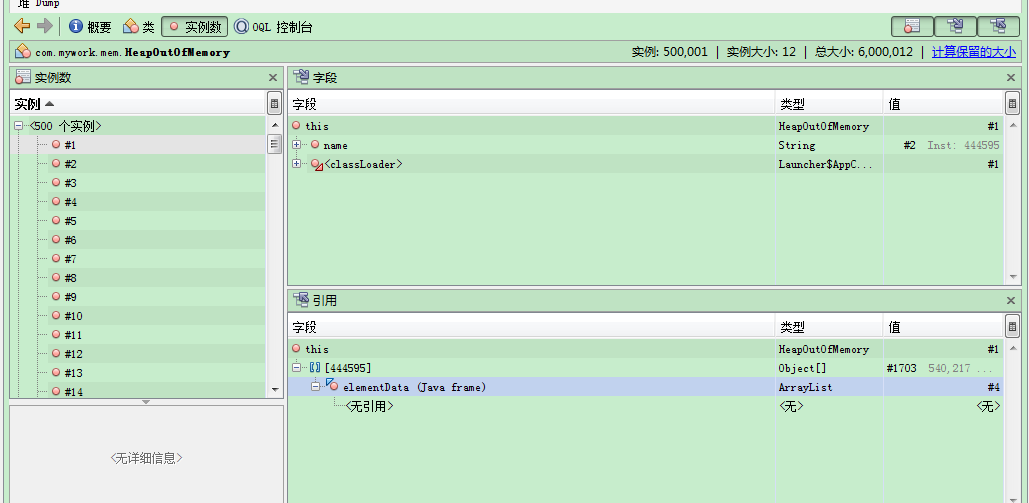 堆 Dump
概要 类 实例数 OQL 控制台
com.mywork.mem.HeapOutOfMemory 实例: 500,001 | 实例大小: 12 | 总大小: 6,000,012 | 计算保留的大小
实例数
实例
<500 个实例>
#1
#2
#3
#4
#5
#6
#7
#8
#9
#10
#11
#12
#13
#14
<无详细信息>
字段
字段 类型 值
this HeapOutOfMemory #1
name String #2 Inst: 444595
<classLoader> Launcher$AppC... #1
引用
字段 类型 值
this HeapOutOfMemory #1
[444595] Object[] #1703 540,217 ...
elementData (Java frame) ArrayList #4
<无引用> <无> <无>